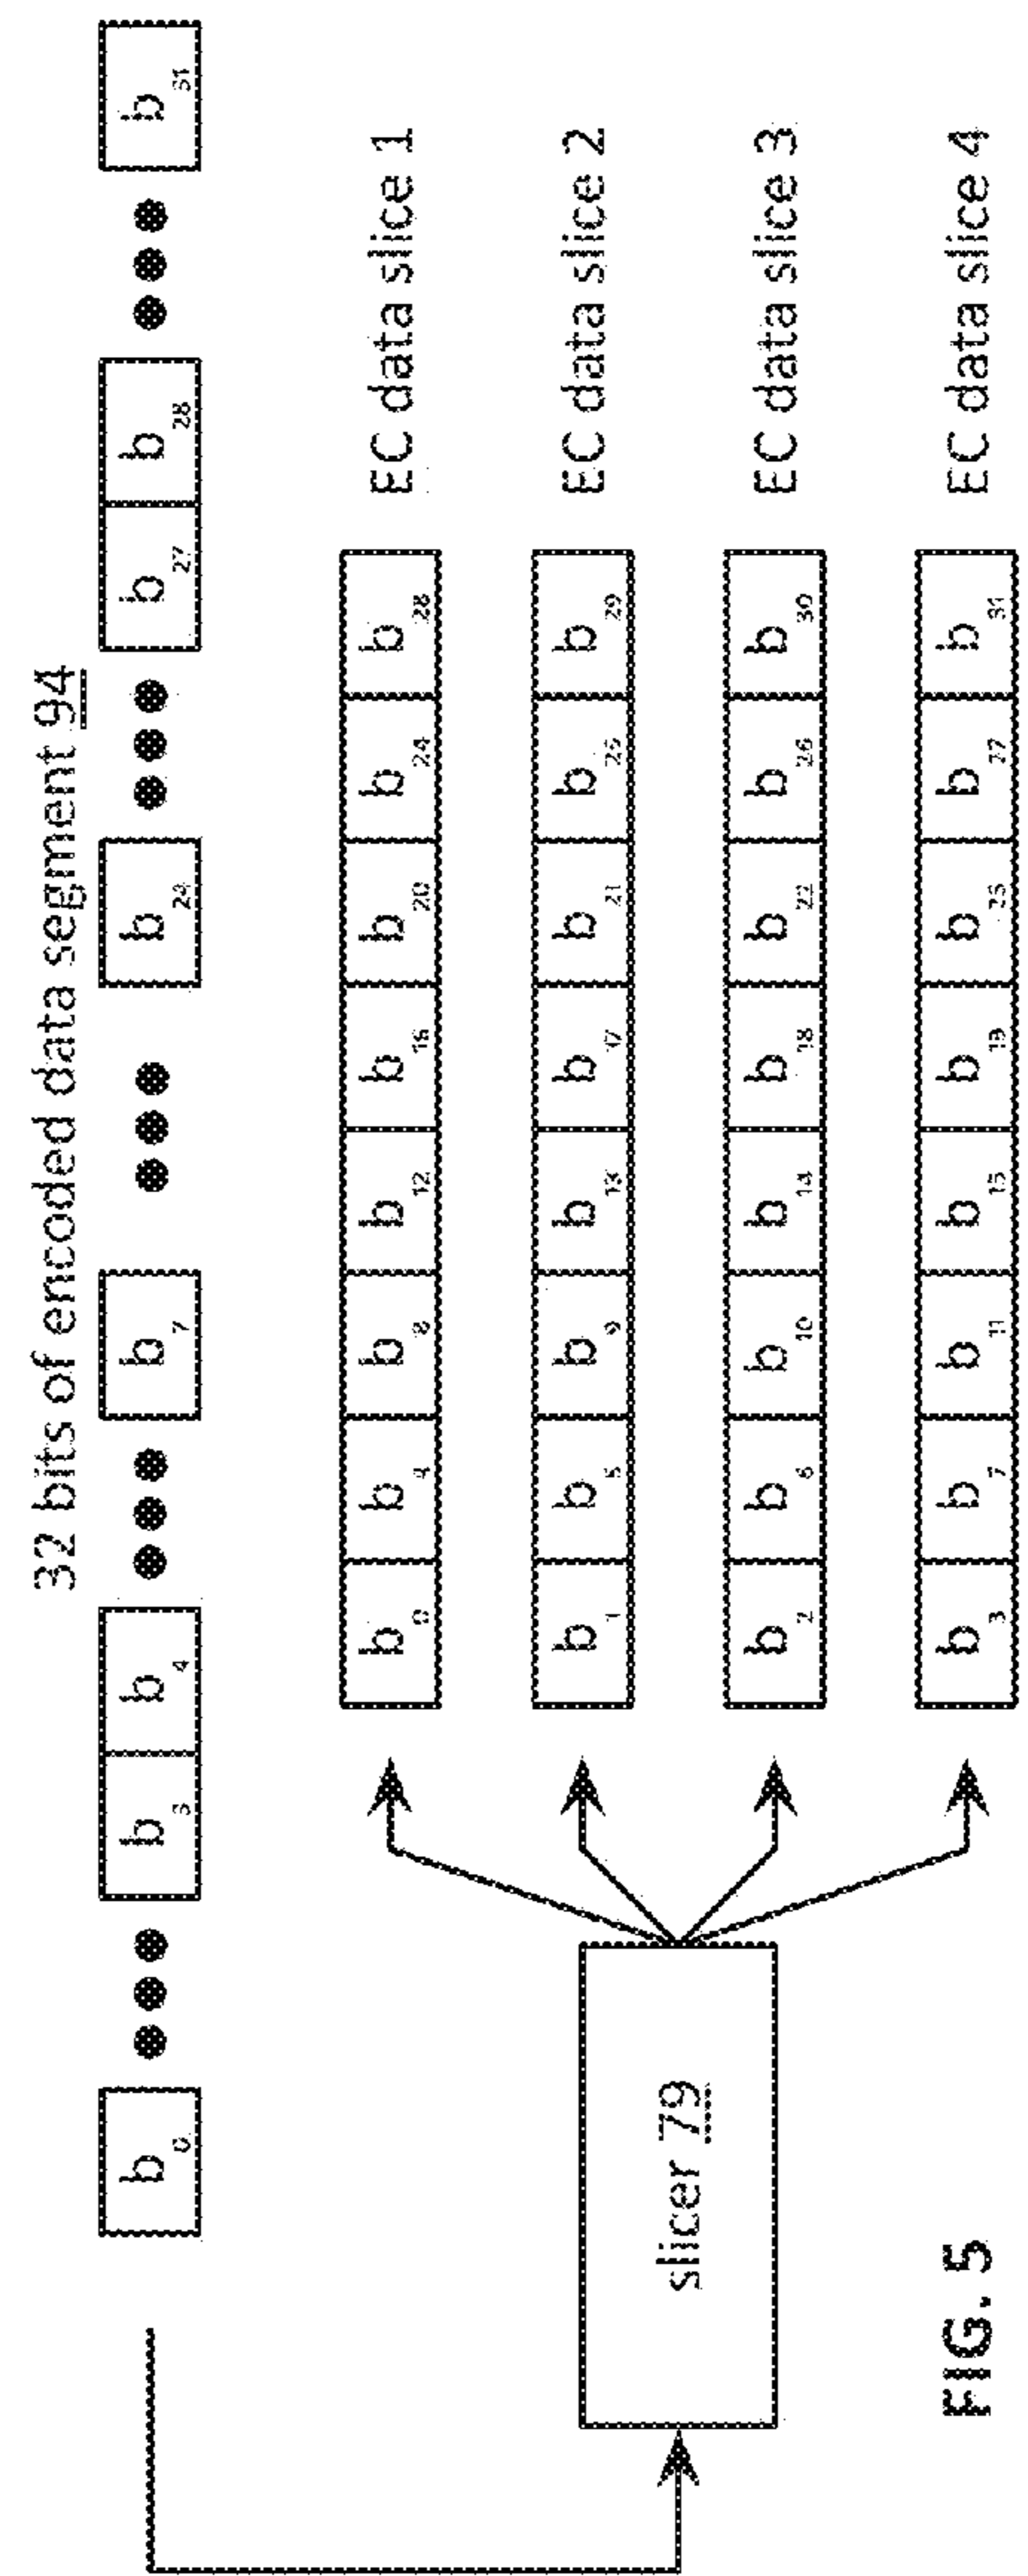 32 bits of encoded data segment 94
b0 ●●● b3 b4 ●●● b7 ●●● b24 ●●● b27 b28 ●●● b31
b0 b4 b8 b12 b16 b20 b24 b28 EC data slice 1
b1 b5 b9 b13 b17 b21 b25 b29 EC data slice 2
slicer 79
b2 b6 b10 b14 b18 b22 b26 b30 EC data slice 3
b3 b7 b11 b15 b19 b23 b27 b31 EC data slice 4
FIG. 5